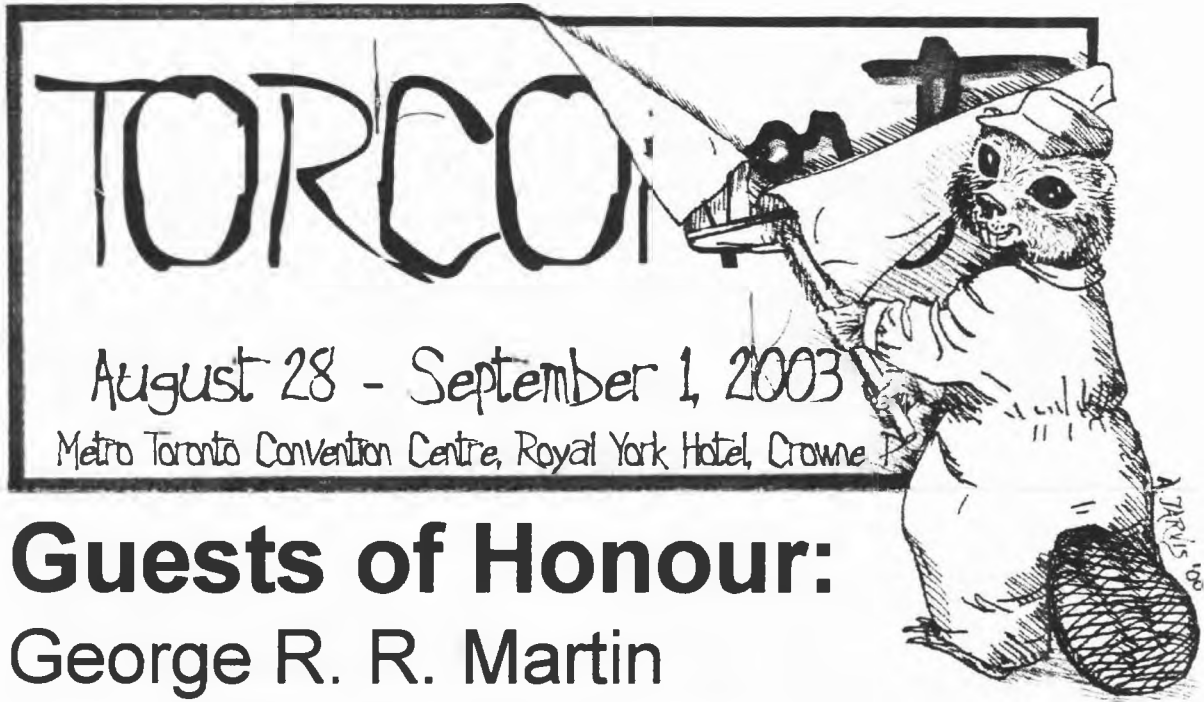 TORCON
August 28 - September 1, 2003
Metro Toronto Convention Centre, Royal York Hotel, Crowne P
A. JARVIS '00
Guests of Honour:
George R. R. Martin